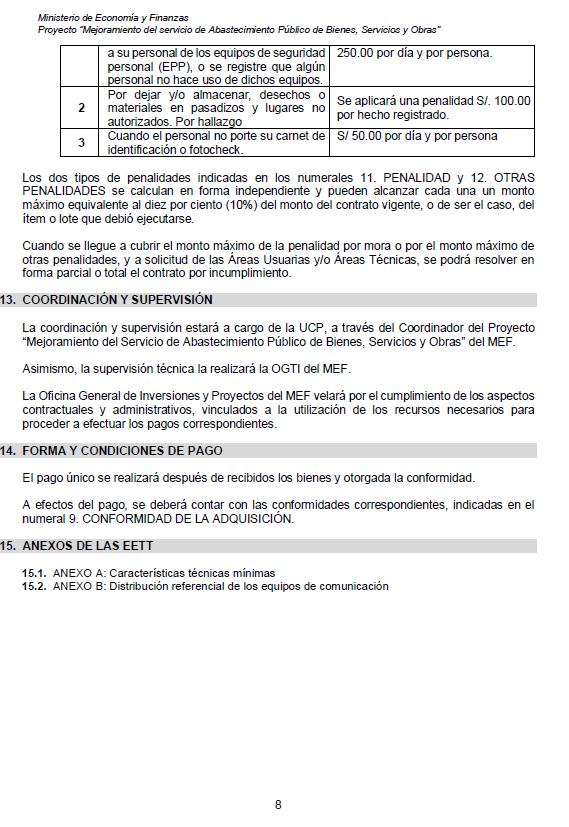 Ministerio de Economía y Finanzas
Proyecto "Mejoramiento del servicio de Abastecimiento Público de Bienes, Servicios y Obras"
a su personal de los equipos de seguridad
personal (EPP), o se registre que algún
personal no hace uso de dichos equipos.
250.00 por día y por persona.
2
Por dejar y/o almacenar, desechos o
materiales en pasadizos y lugares no
autorizados. Por hallazgo
Se aplicará una penalidad S/. 100.00
por hecho registrado.
3
Cuando el personal no porte su carnet de
identificación o fotocheck.
S/ 50.00 por día y por persona
Los dos tipos de penalidades indicadas en los numerales 11. PENALIDAD y 12. OTRAS
PENALIDADES se calculan en forma independiente y pueden alcanzar cada una un monto
máximo equivalente al diez por ciento (10%) del monto del contrato vigente, o de ser el caso, del
ítem o lote que debió ejecutarse.
Cuando se llegue a cubrir el monto máximo de la penalidad por mora o por el monto máximo de
otras penalidades, y a solicitud de las Áreas Usuarias y/o Áreas Técnicas, se podrá resolver en
forma parcial o total el contrato por incumplimiento.
13. COORDINACIÓN Y SUPERVISIÓN
La coordinación y supervisión estará a cargo de la UCP, a través del Coordinador del Proyecto
"Mejoramiento del Servicio de Abastecimiento Público de Bienes, Servicios y Obras" del MEF.
Asimismo, la supervisión técnica la realizará la OGTI del MEF.
La Oficina General de Inversiones y Proyectos del MEF velará por el cumplimiento de los aspectos
contractuales y administrativos, vinculados a la utilización de los recursos necesarios para
proceder a efectuar los pagos correspondientes.
14. FORMA Y CONDICIONES DE PAGO
El pago único se realizará después de recibidos los bienes y otorgada la conformidad.
A efectos del pago, se deberá contar con las conformidades correspondientes, indicadas en el
numeral 9. CONFORMIDAD DE LA ADQUISICIÓN.
15. ANEXOS DE LAS EETT
15.1. ANEXO A: Características técnicas mínimas
15.2. ANEXO B: Distribución referencial de los equipos de comunicación
8